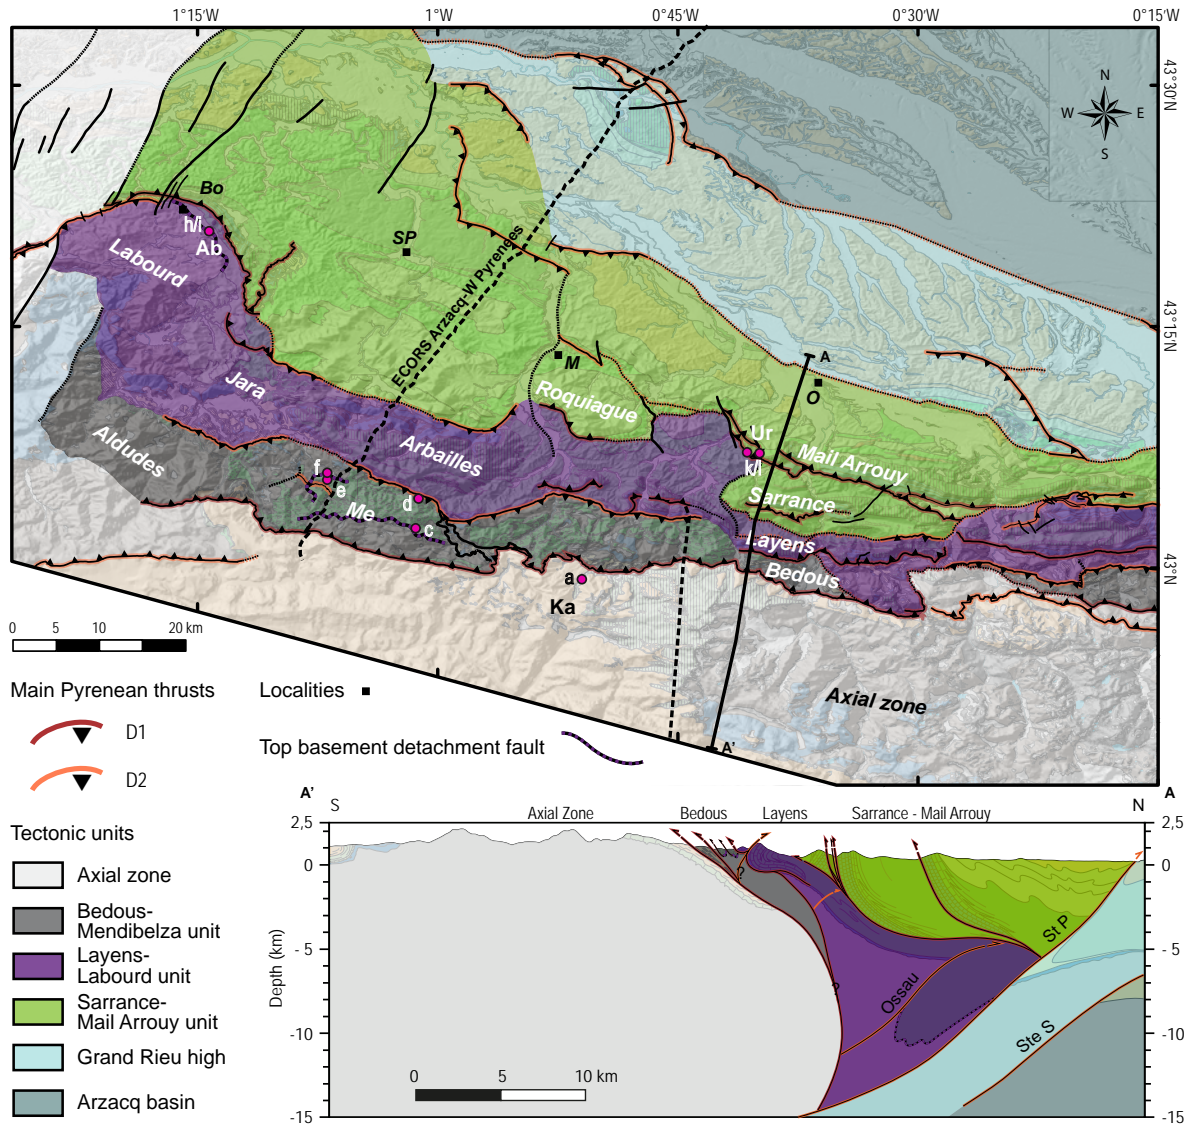 1°15'W 1°W 0°45'W 0°30'W 0°15'W
43°30'N
N
W E
S
Bo
h/i
Ab
SP
Labourd
ECORS Arzacq-W Pyrenees
43°15'N
A
M
O
Jara
Roquiague
Aldudes
Arbailles
Ur
k/l
Mail Arrouy
f
e
d
Sarrance
Me
c
Layens
Bedous
43°N
a
Ka
0 5 10 20 km
Axial zone
A'
Main Pyrenean thrusts
D1
D2
Localities
Top basement detachment fault
Tectonic units
Axial zone
Bedous-
Mendibelza unit
Layens-
Labourd unit
Sarrance-
Mail Arrouy unit
Grand Rieu high
Arzacq basin
A' A
S N
Axial Zone Bedous Layens Sarrance - Mail Arrouy
2,5 2,5
0 0
?
St P
- 5 - 5
Depth (km)
?
Ossau
Ste S
-10 -10
0 5 10 km
-15 -15